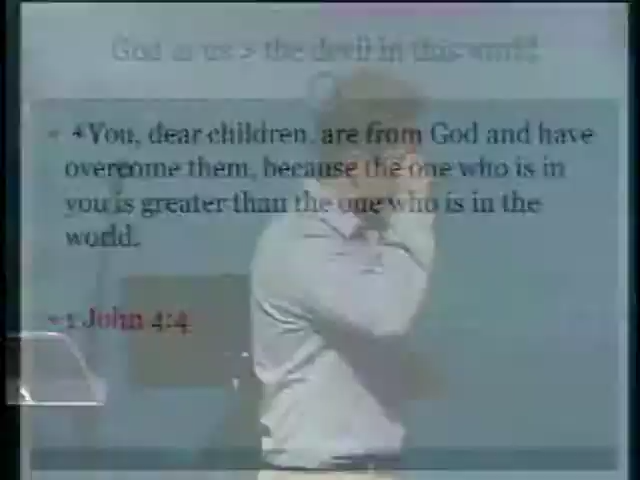 God in us > the devil in this world
4 You, dear children, are from God and have
overcome them, because the one who is in
you is greater than the one who is in the
world.
1 John 4:4